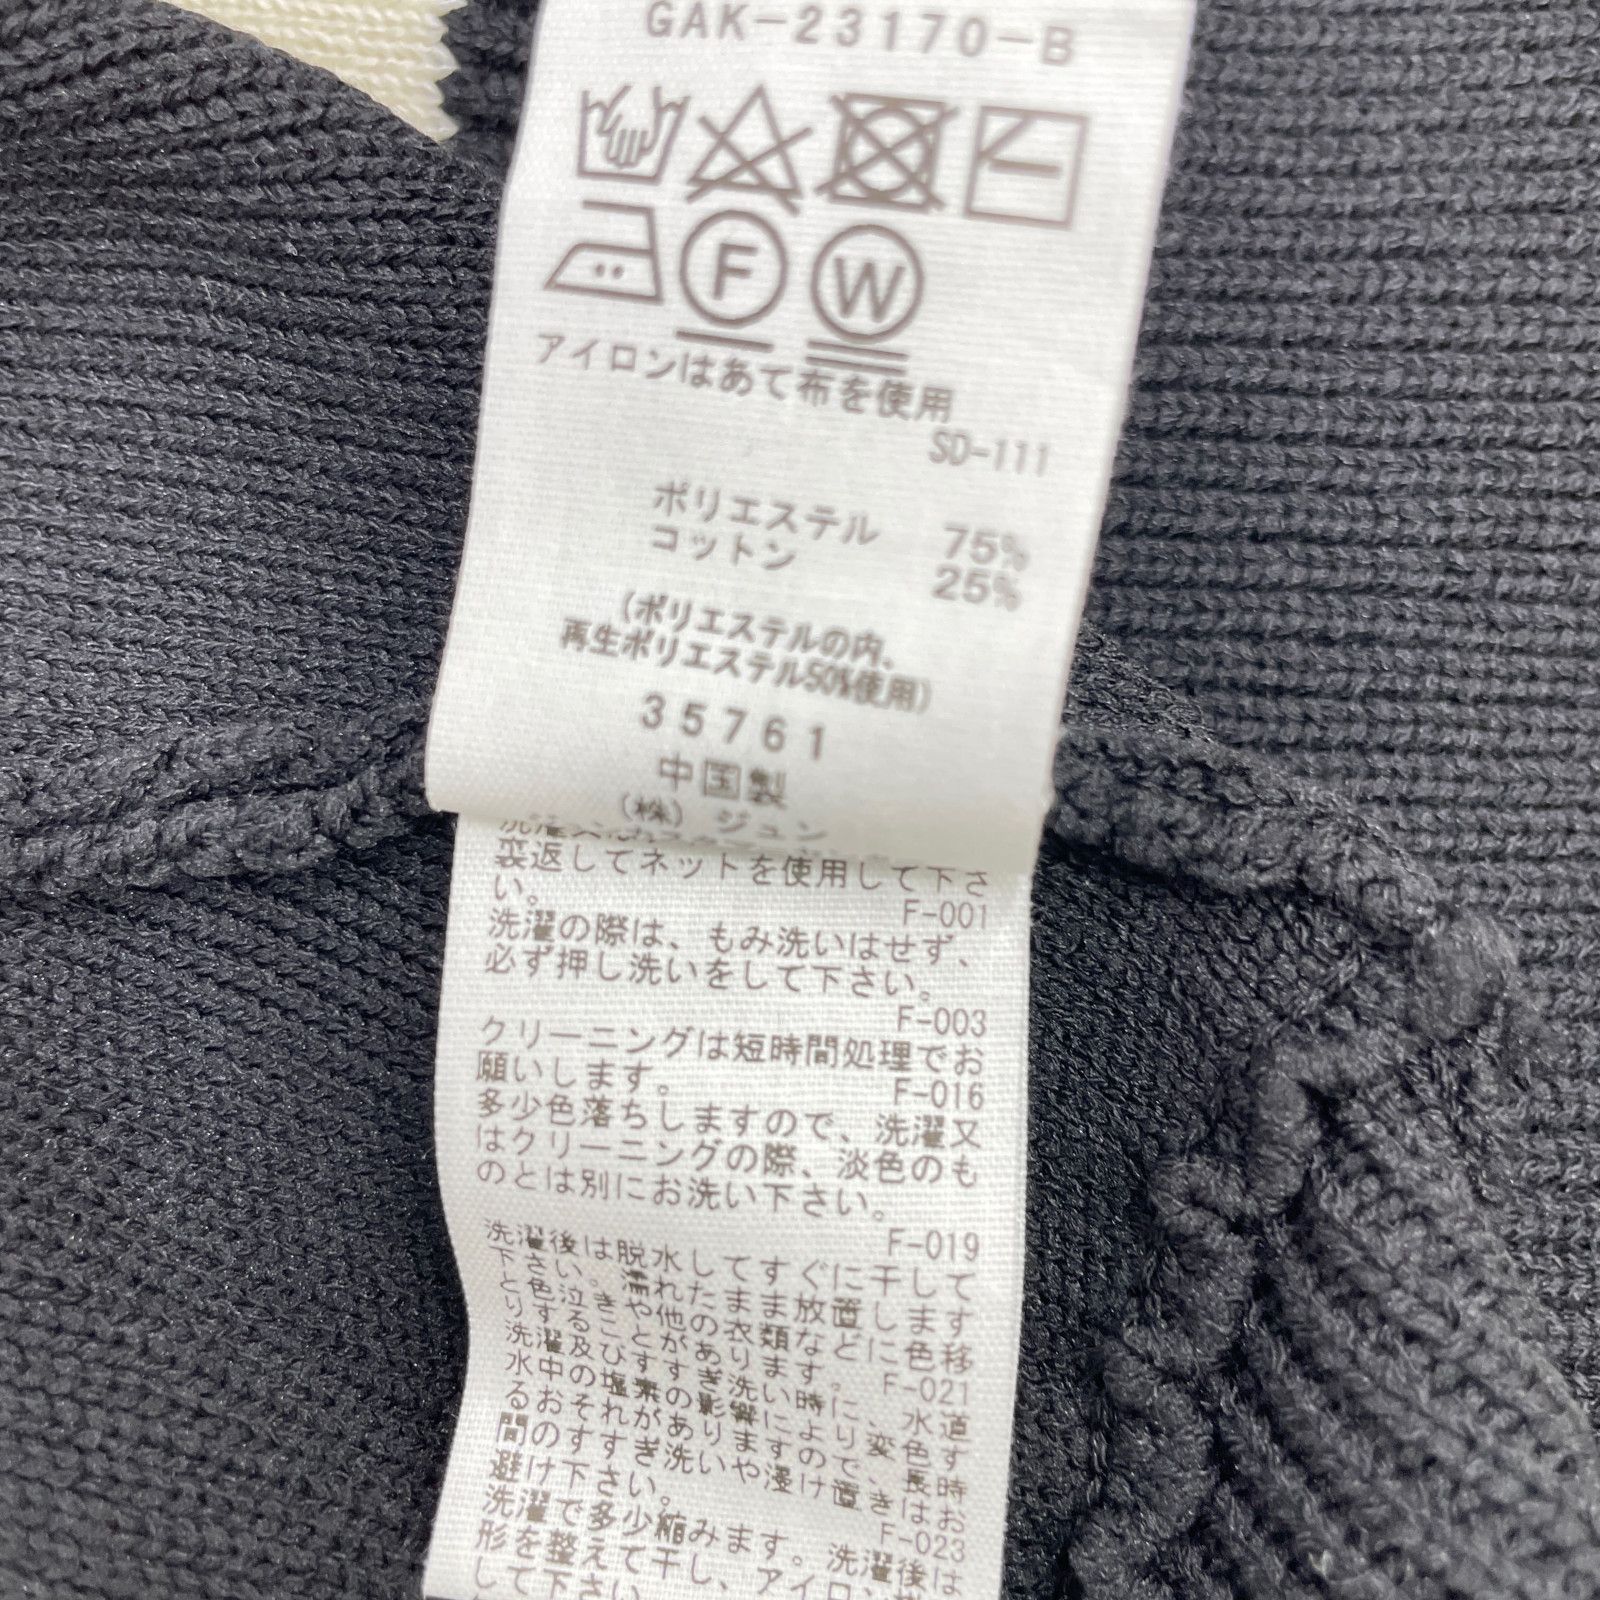 GAK-23170-B
F W
アイロンはあて布を使用
SD-111
ポリエステル 75%
コットン 25%
(ポリエステルの内、
再生ポリエステル50%使用)
35761
中国製
(株) ジュン
裏返してネットを使用して下さ
い。
F-001
洗濯の際は、もみ洗いはせず、
必ず押し洗いをして下さい。
F-003
クリーニングは短時間処理でお
願いします。
F-016
多少色落ちしますので、洗濯又
はクリーニングの際、淡色のも
のとは別にお洗い下さい。
F-019
洗濯後は脱水してすぐに干して
下さい。濡れたまま放置します
と色泣きや他の衣類などに色移
りすることがあります。
F-021
洗濯及びすすぎ洗い時に、水道
水中の塩素の影響により、変色す
るおそれがありますので、長時
間のすすぎ洗いや浸け置きはお
避け下さい。
F-023
洗濯で多少縮みます。洗濯後は
形を整えて干し、アイロ
して下さい